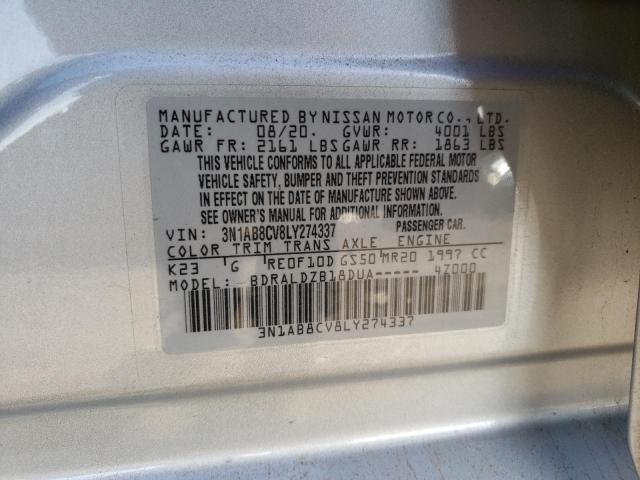 MANUFACTURED BY NISSAN MOTOR CO., LTD.
DATE: 08/20. GVWR: 4001 LBS
GAWR FR: 2161 LBS GAWR RR: 1863 LBS
THIS VEHICLE CONFORMS TO ALL APPLICABLE FEDERAL MOTOR
VEHICLE SAFETY, BUMPER AND THEFT PREVENTION STANDARDS
IN EFFECT ON THE DATE OF MANUFACTURE SHOWN ABOVE.
SEE OWNER'S MANUAL FOR ADDITIONAL INFORMATION.
VIN: 3N1AB8CV8LY274337 PASSENGER CAR.
COLOR TRIM TRANS AXLE ENGINE
K23 G RE0F10D GS50 MR20 1997 CC
MODEL: BDRALDZB18DUA----- 4Z000
3N1AB8CV8LY274337